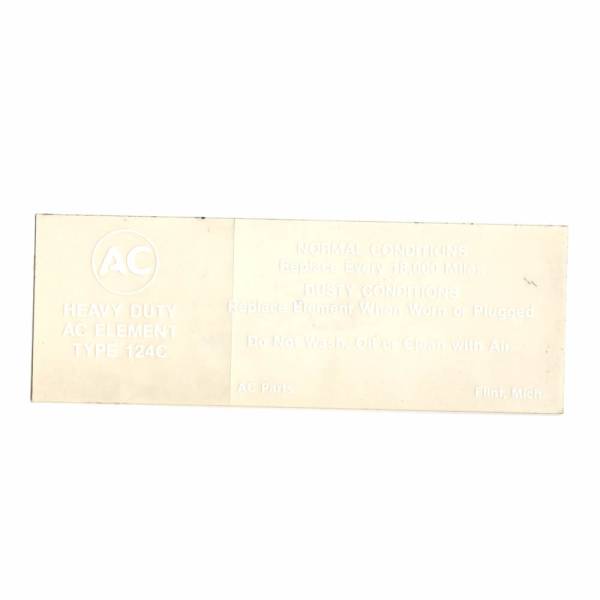 AC
HEAVY DUTY
AC ELEMENT
TYPE 124C
NORMAL CONDITIONS
Replace Every 18,000 Miles
DUSTY CONDITIONS
Replace Element When Worn or Plugged
Do Not Wash, Oil or Clean with Air
AC Parts
Flint, Mich.